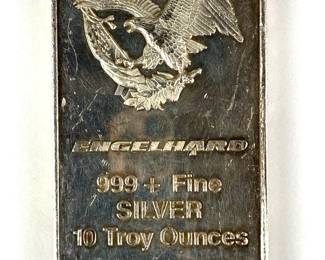 ENGELHARD
999 + Fine
SILVER
10 Troy Ounces